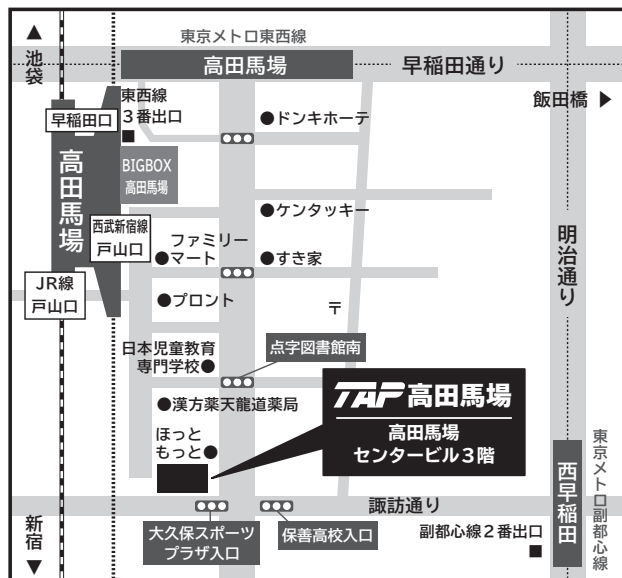 ▲
池袋
東京メトロ東西線
高田馬場
早稲田通り
飯田橋 ▶
東西線
3番出口
■
●ドンキホーテ
早稲田口
高田馬場
BIGBOX
高田馬場
●ケンタッキー
西武新宿線
戸山口
ファミリー
●マート
●すき家
明治通り
JR線
戸山口
●プロント
〒
日本児童教育
専門学校●
点字図書館南
●漢方薬天龍道薬局
TAP高田馬場
高田馬場
センタービル3階
ほっと
もっと●
西早稲田
東京メトロ副都心線
諏訪通り
大久保スポーツ
プラザ入口
保善高校入口
副都心線2番出口
■
新宿
▼